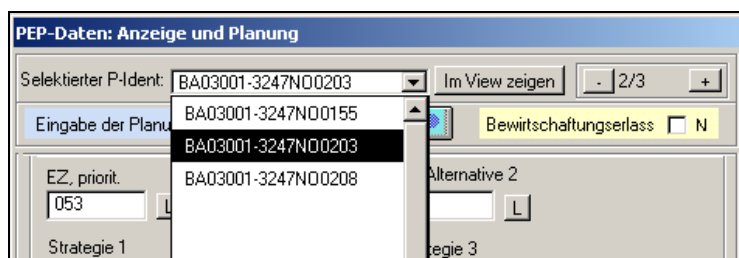 PEP-Daten: Anzeige und Planung
Selektierter P-Ident: BA03001-3247NO0203 Im View zeigen - 2/3 +
BA03001-3247NO0155
Eingabe der Planu Bewirtschaftungserlass N
BA03001-3247NO0203
EZ, priorit. BA03001-3247NO0208 Alternative 2
053 L L
Strategie 1 tegie 3